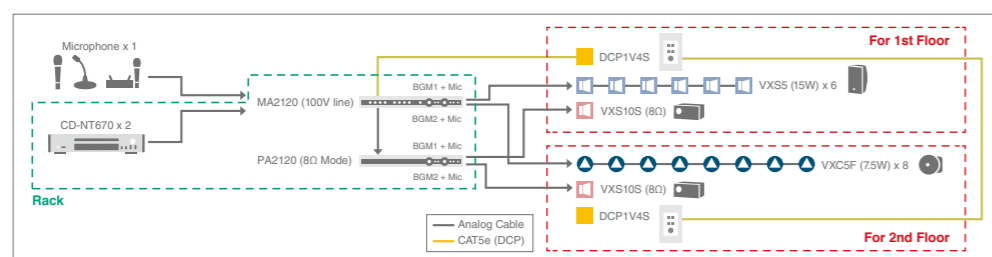 For 1st Floor
Microphone x 1
DCP1V4S
BGM1 + Mic
VXS5 (15W) x 6
MA2120 (100V line)
CD-NT670 x 2
BGM2 + Mic
VXS10S (8Ω)
BGM1 + Mic
PA2120 (8Ω Mode)
VXC5F (7.5W) x 8
BGM2 + Mic
VXS10S (8Ω)
Rack
Analog Cable
DCP1V4S
CAT5e (DCP)
For 2nd Floor